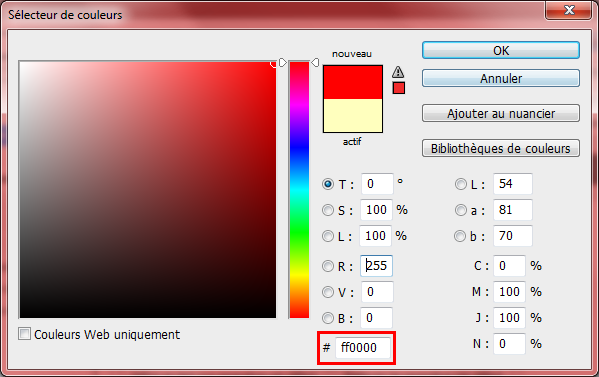 Sélecteur de couleurs
nouveau
actif
OK
Annuler
Ajouter au nuancier
Bibliothèques de couleurs
T : 0 °
S : 100 %
L : 100 %
R : 255
V : 0
B : 0
# ff0000
L : 54
a : 81
b : 70
C : 0 %
M : 100 %
J : 100 %
N : 0 %
Couleurs Web uniquement